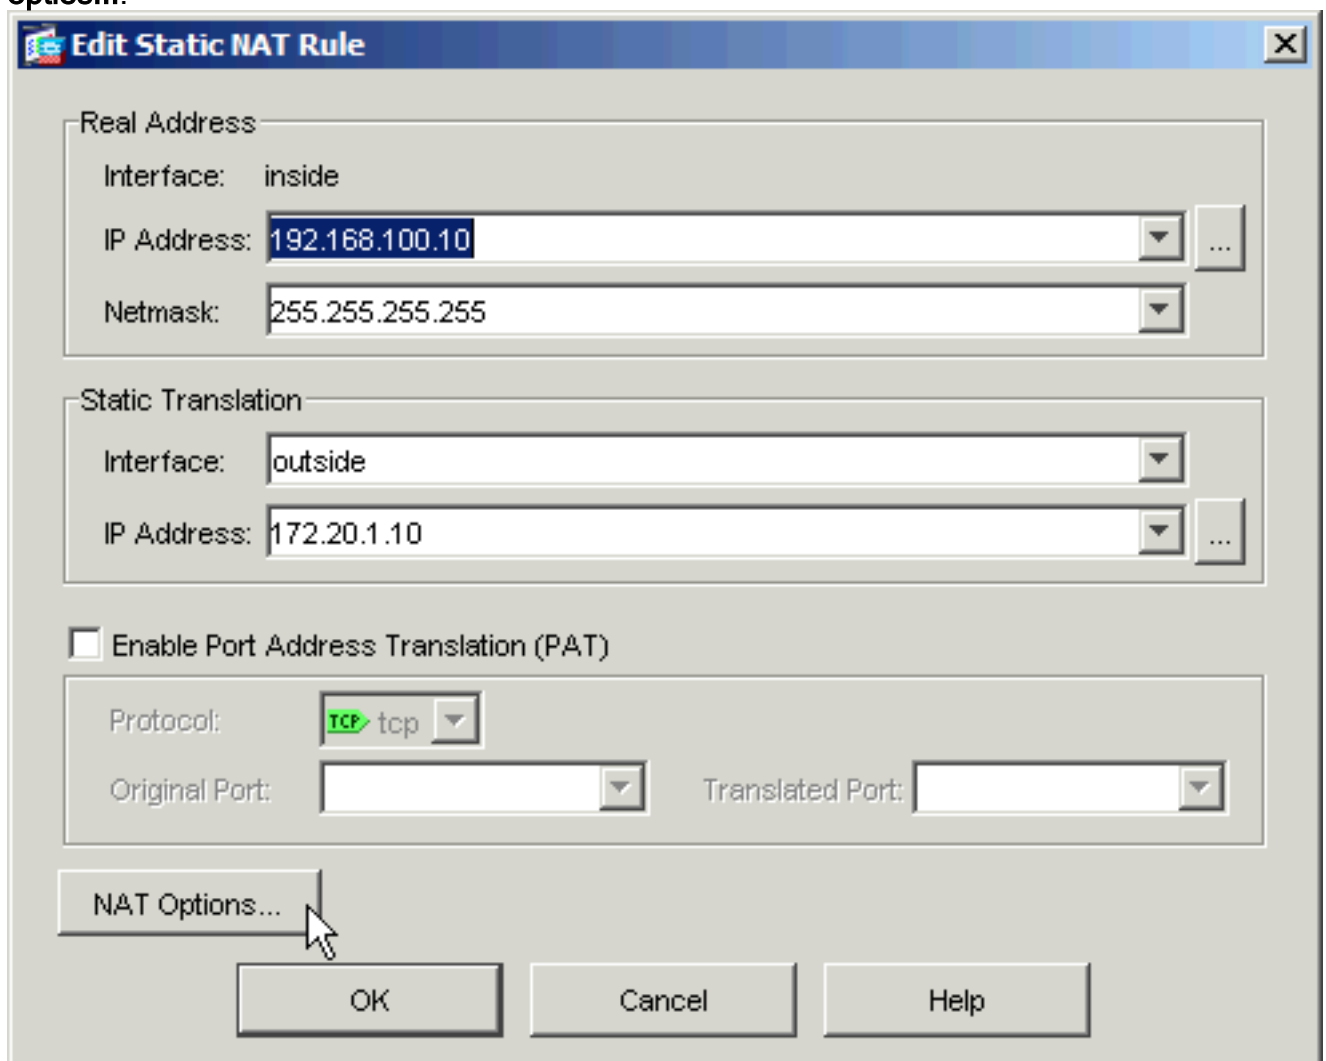 Edit Static NAT Rule
Real Address
Interface: inside
IP Address: 192.168.100.10 ...
Netmask: 255.255.255.255
Static Translation
Interface: outside
IP Address: 172.20.1.10 ...
Enable Port Address Translation (PAT)
Protocol: TCP tcp
Original Port: Translated Port:
NAT Options...
OK Cancel Help